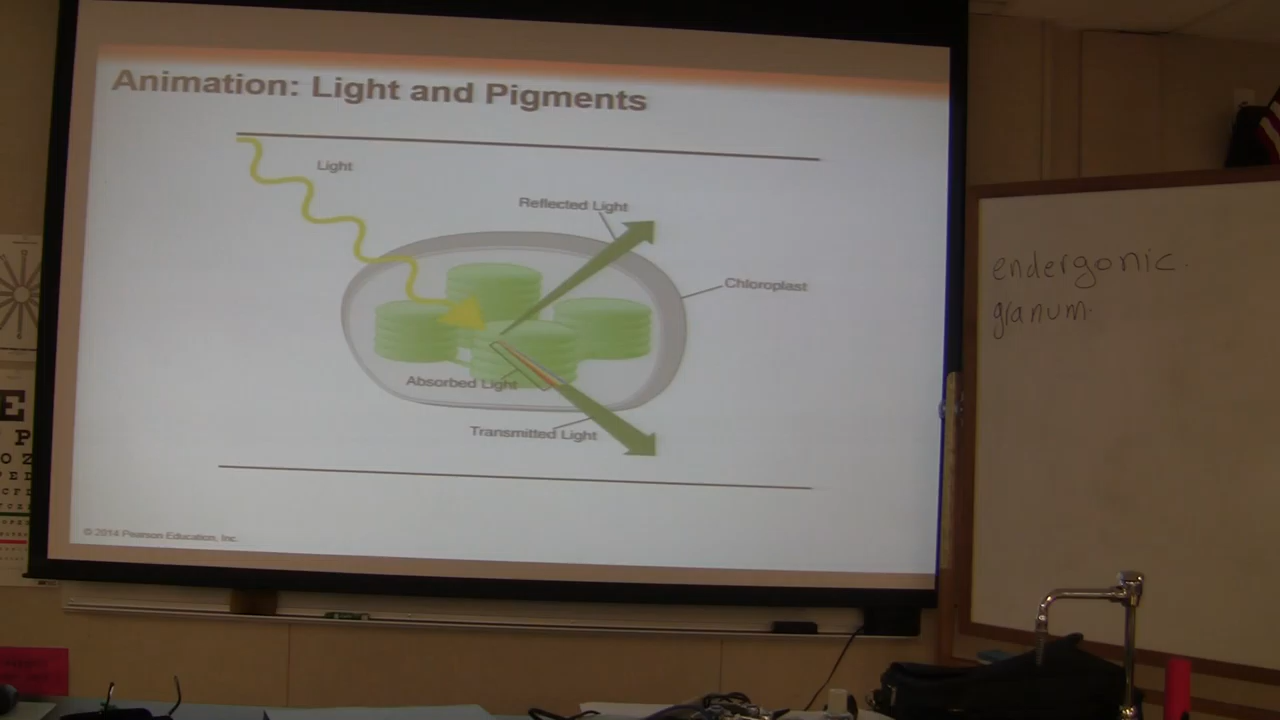 Animation: Light and Pigments
Light
Reflected Light
Chloroplast
Absorbed Light
Transmitted Light
© 2014 Pearson Education, Inc.
endergonic.
granum.
E
P
O Z